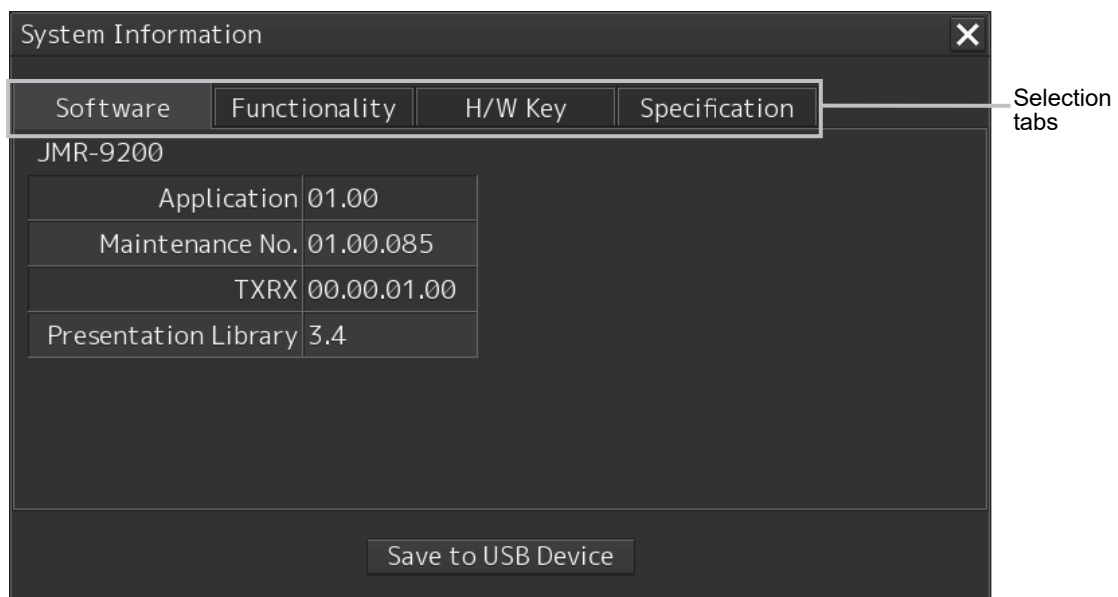 System Information
Software Functionality H/W Key Specification
Selection
tabs
JMR-9200
Application 01.00
Maintenance No. 01.00.085
TXRX 00.00.01.00
Presentation Library 3.4
Save to USB Device